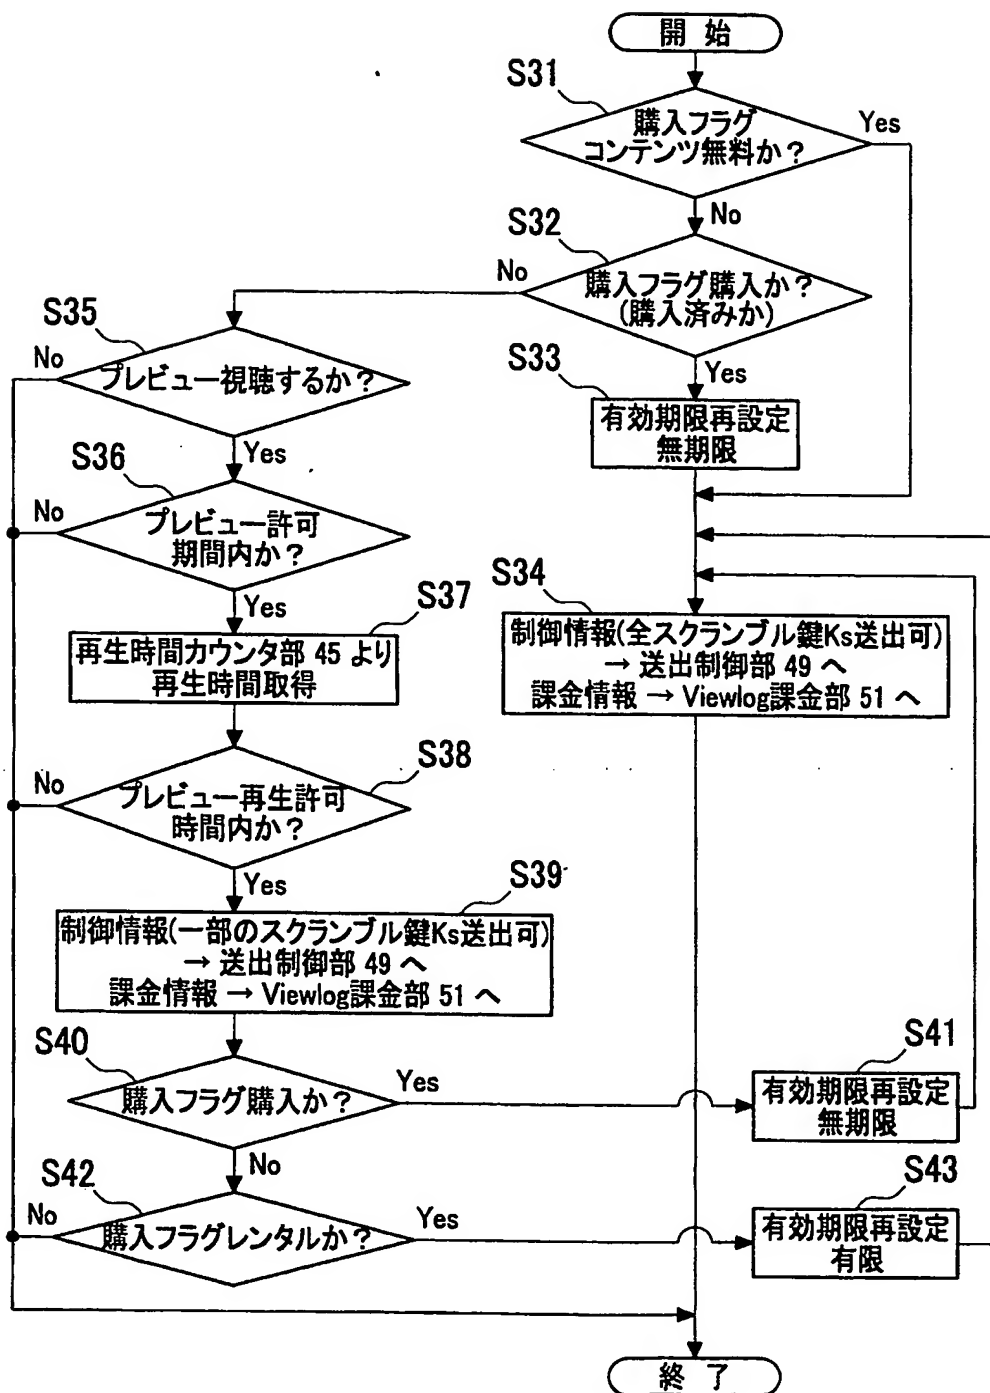 開始
S31
購入フラグ
コンテンツ無料か？
Yes
No
S32
購入フラグ購入か？
(購入済みか)
No
Yes
S33
有効期限再設定
無期限
S34
制御情報(全スクランブル鍵Ks送出可)
→ 送出制御部 49 へ
課金情報 → Viewlog課金部 51 へ
S35
プレビュー視聴するか？
No
Yes
S36
プレビュー許可
期間内か？
No
Yes
S37
再生時間カウンタ部 45 より
再生時間取得
S38
プレビュー再生許可
時間内か？
No
Yes
S39
制御情報(一部のスクランブル鍵Ks送出可)
→ 送出制御部 49 へ
課金情報 → Viewlog課金部 51 へ
S40
購入フラグ購入か？
Yes
No
S41
有効期限再設定
無期限
S42
購入フラグレンタルか？
No
Yes
S43
有効期限再設定
有限
終了